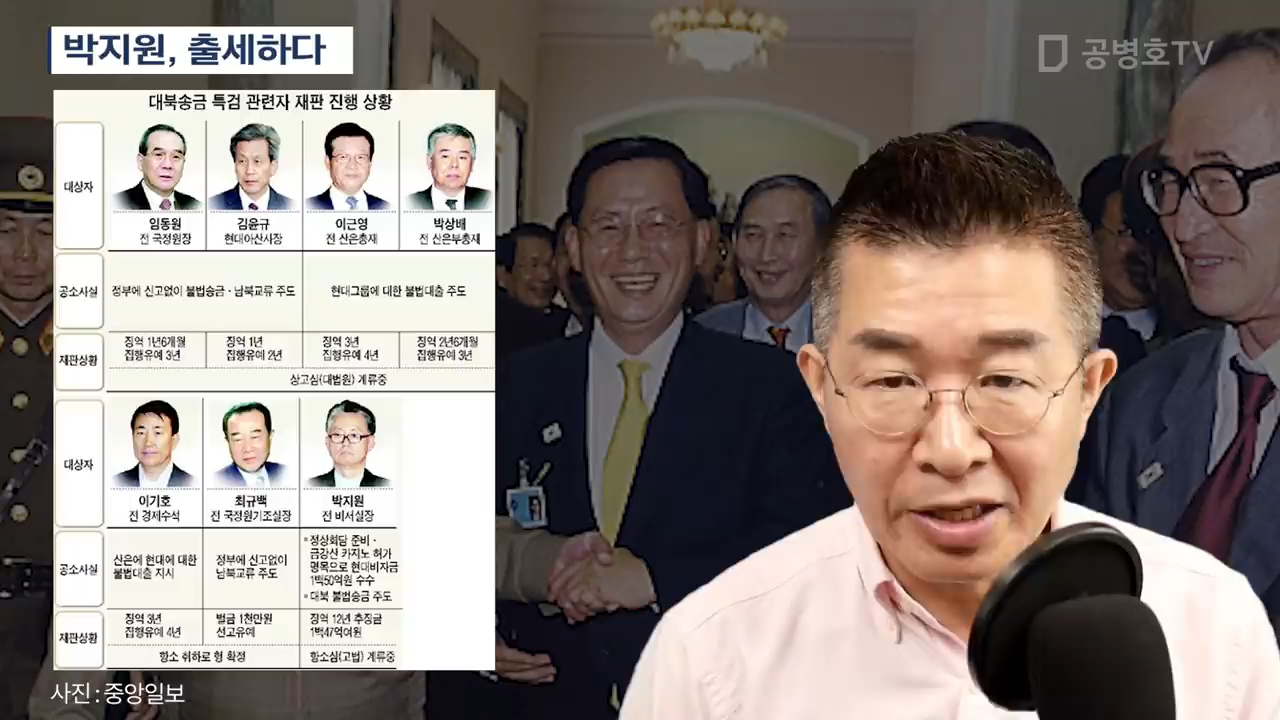 박지원, 출세하다
공병호TV
대북송금 특검 관련자 재판 진행 상황
대상자
임동원 김윤규 이근영 박상배
전 국정원장 현대아산사장 전 산은총재 전 산은부총재
공소사실
정부에 신고없이 불법송금·남북교류 주도 현대그룹에 대한 불법대출 주도
재판상황
징역 1년6개월 징역 1년 징역 3년 징역 2년6개월
집행유예 3년 집행유예 2년 집행유예 4년 집행유예 3년
상고심(대법원) 계류중
대상자
이기호 최규백 박지원
전 경제수석 전 국정원기조실장 전 비서실장
공소사실
산은에 현대에 대한
불법대출 지시
정부에 신고없이
남북교류 주도
*정상회담 준비·
금강산 카지노 허가
명목으로 현대비자금
1백50억원 수수
*대북 불법송금 주도
재판상황
징역 3년 벌금 1천만원 징역 12년 추징금
집행유예 4년 선고유예 1백47억여원
항소 취하로 형 확정 항소심(고법) 계류중
사진 : 중앙일보